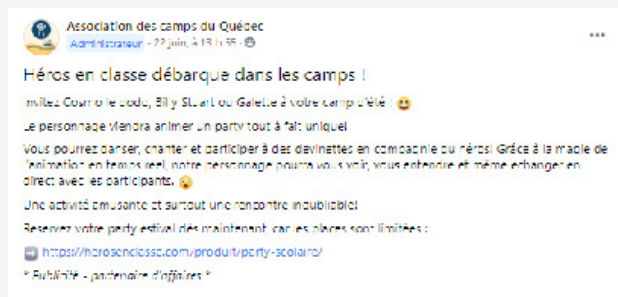 Association des camps du Québec
Administrateur · 22 juin, à 13 h 55 ·
Héros en classe débarque dans les camps !
Invitez Cosmo le dodo, Billy Stuart ou Galette à votre camp d'été ! 😀
Le personnage viendra animer un party tout à fait unique!
Vous pourrez danser, chanter et participer à des devinettes en compagnie du héros! Grâce à la magie de
l'animation en temps réel, notre personnage pourra vous voir, vous entendre et même échanger en
direct avec les participants. 😮
Une activité amusante et surtout une rencontre inoubliable!
Réservez votre party estival dès maintenant, car les places sont limitées :
➡ https://herosenclasse.com/produit/party-scolaire/
* Publicité - partenaire d'affaires *